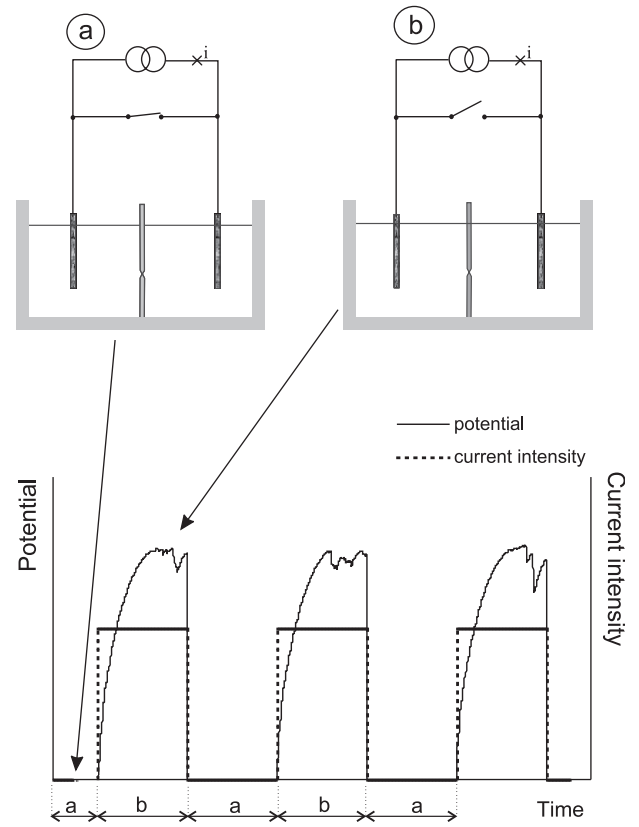 a
b
i
i
potential
current intensity
Potential
Current intensity
a
b
a
b
a
Time